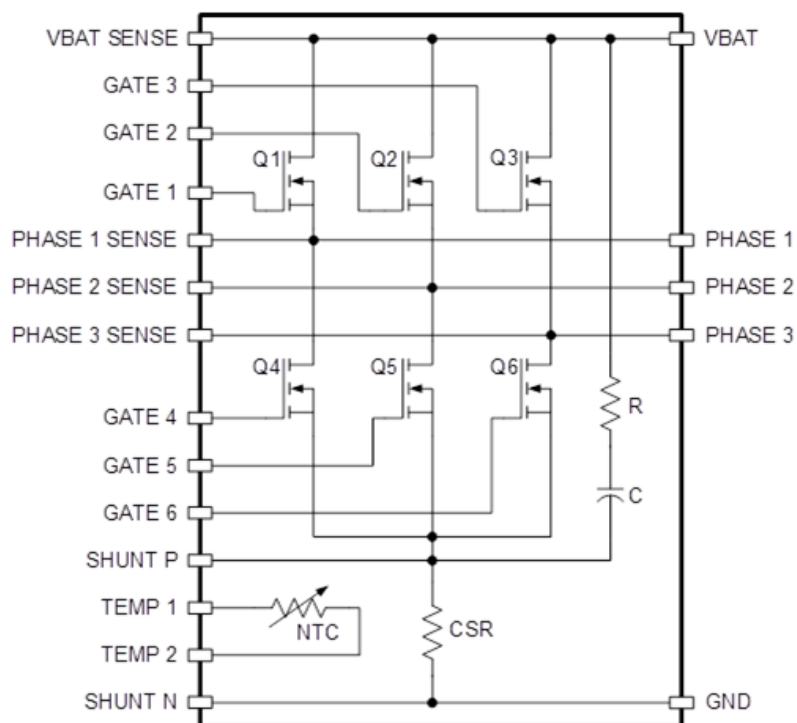 VBAT SENSE
VBAT
GATE 3
GATE 2
Q1
Q2
Q3
GATE 1
PHASE 1 SENSE
PHASE 1
PHASE 2 SENSE
PHASE 2
PHASE 3 SENSE
PHASE 3
Q4
Q5
Q6
R
GATE 4
GATE 5
C
GATE 6
SHUNT P
TEMP 1
NTC
CSR
TEMP 2
SHUNT N
GND